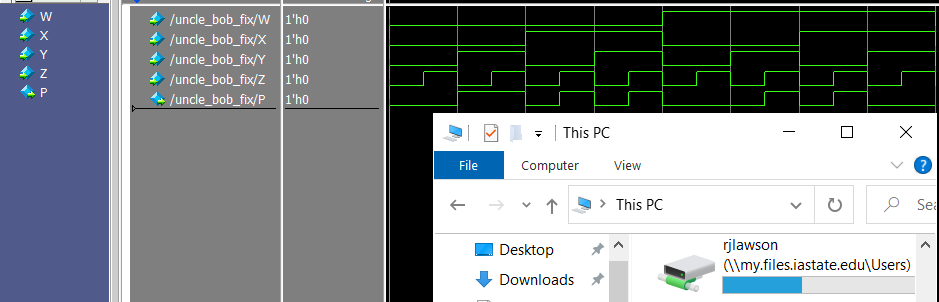 W
X
Y
Z
P
/uncle_bob_fix/W 1'h0
/uncle_bob_fix/X 1'h0
/uncle_bob_fix/Y 1'h0
/uncle_bob_fix/Z 1'h0
/uncle_bob_fix/P 1'h0
This PC
File Computer View
This PC
Sea
Desktop
Downloads
rjlawson
(\\my.files.iastate.edu\Users)